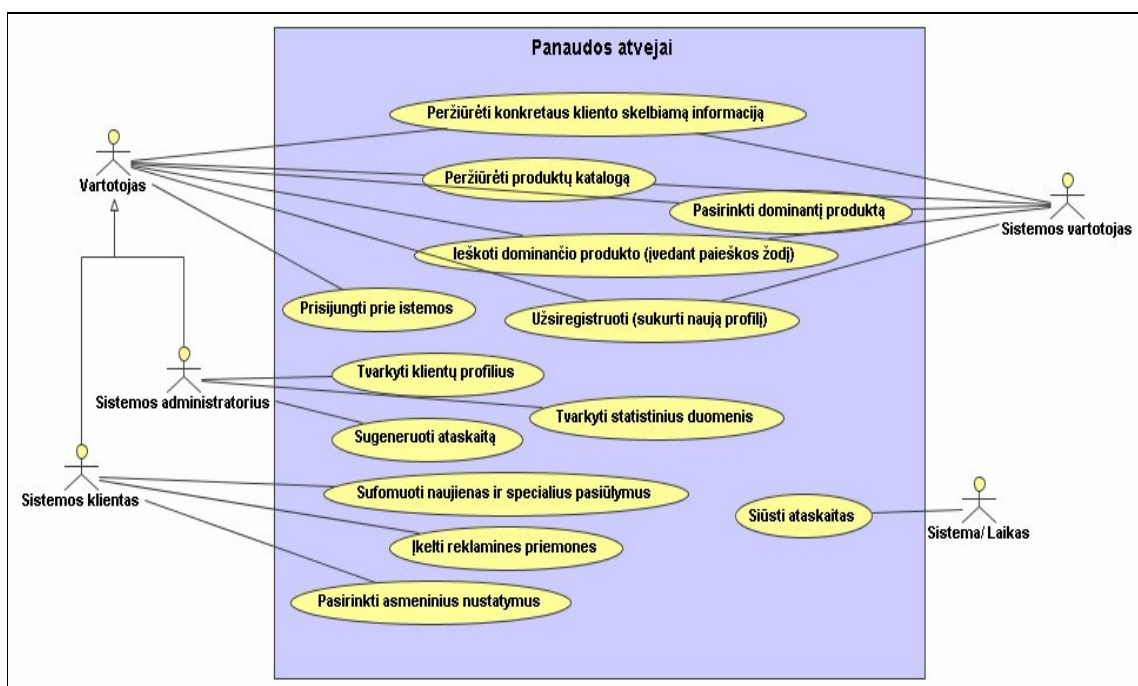 Panaudos atvejai
Peržiūrėti konkretaus kliento skelbiamą informaciją
Vartotojas
Peržiūrėti produktų katalogą
Pasirinkti dominantį produktą
Sistemos vartotojas
Ieškoti dominančio produkto (įvedant paieškos žodį)
Prisijungti prie istemos
Užsiregistruoti (sukurti naują profilį)
Tvarkyti klientų profilius
Sistemos administratorius
Tvarkyti statistinius duomenis
Sugeneruoti ataskaitą
Sistemos klientas
Sufomuoti naujienas ir specialius pasiūlymus
Siūsti ataskaitas
Sistema/ Laikas
Įkelti reklamines priemones
Pasirinkti asmeninius nustatymus